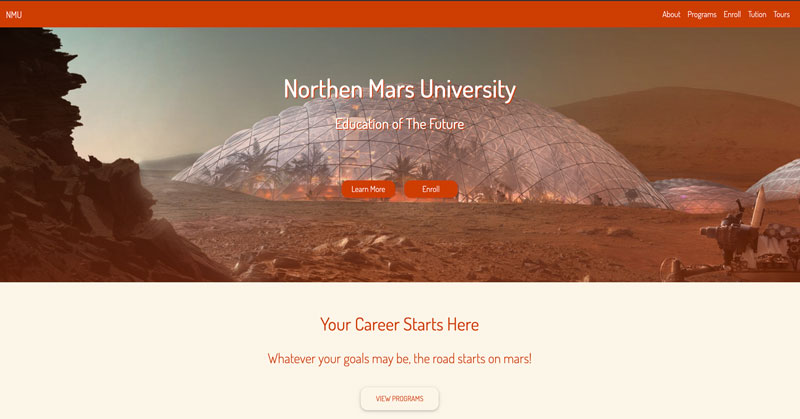 NMU
About Programs Enroll Tution Tours
Northen Mars University
Education of The Future
Learn More Enroll
Your Career Starts Here
Whatever your goals may be, the road starts on mars!
VIEW PROGRAMS